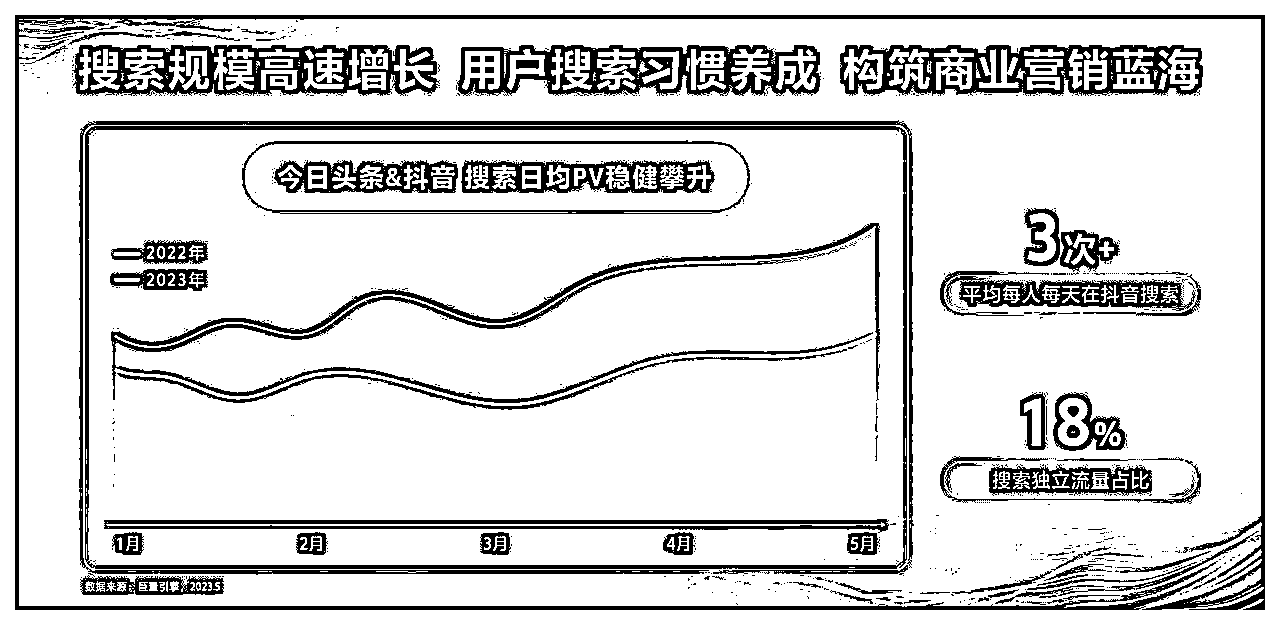 搜索规模高速增长 用户搜索习惯养成 构筑商业营销蓝海
今日头条&抖音 搜索日均PV稳健攀升
2022年
2023年
3次+
平均每人每天在抖音搜索
18%
搜索独立流量占比
1月 2月 3月 4月 5月
数据来源：巨量引擎，2023.5